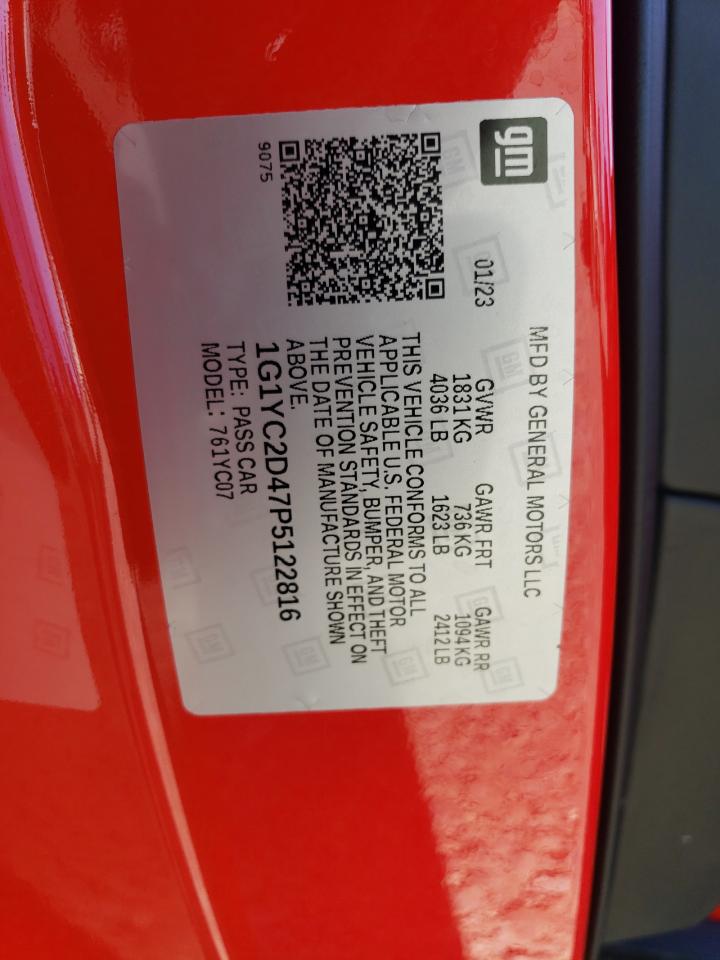 gm
MFD BY GENERAL MOTORS LLC
01/23
GVWR GAWR FRT GAWR RR
1831 KG 736 KG 1094 KG
4036 LB 1623 LB 2412 LB
THIS VEHICLE CONFORMS TO ALL
APPLICABLE U.S. FEDERAL MOTOR
VEHICLE SAFETY, BUMPER, AND THEFT
PREVENTION STANDARDS IN EFFECT ON
THE DATE OF MANUFACTURE SHOWN
ABOVE.
1G1YC2D47P5122816
TYPE: PASS CAR
MODEL: 761YC07
9075